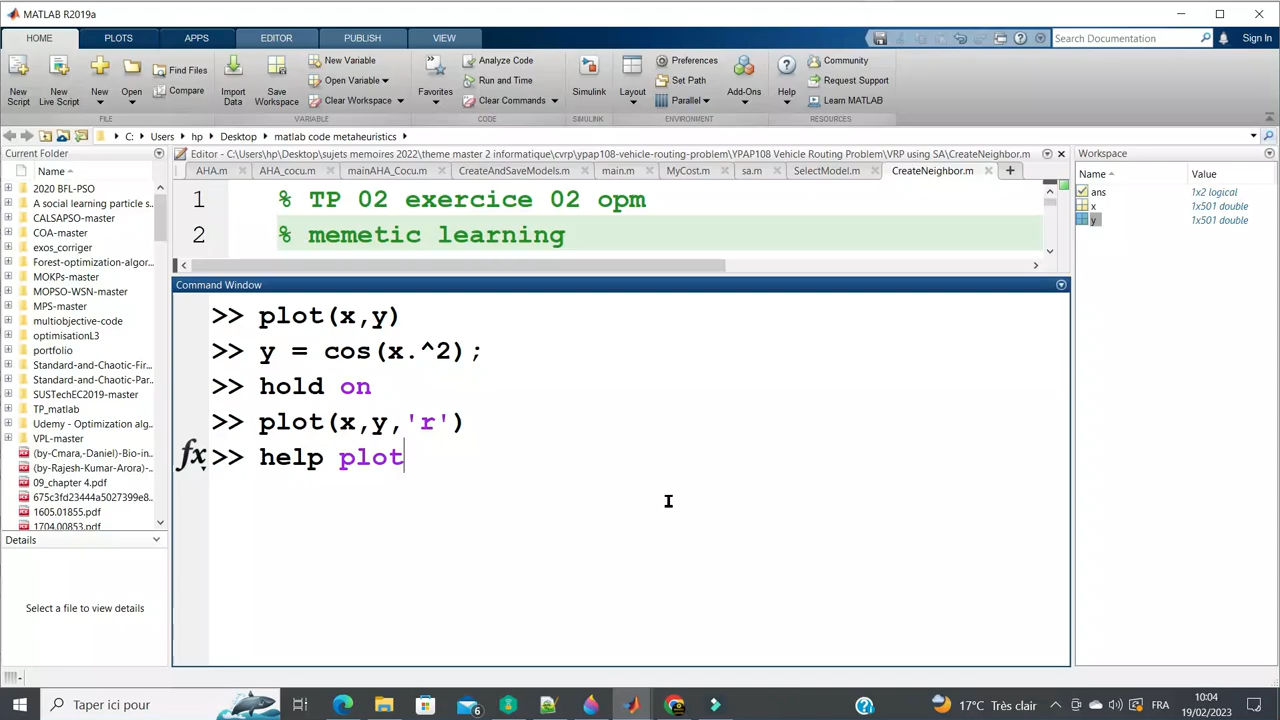 MATLAB R2019a
HOME PLOTS APPS EDITOR PUBLISH VIEW Search Documentation Sign In
New Script New Live Script New Open Find Files Compare Import Data Save Workspace New Variable Open Variable Clear Workspace Favorites Analyze Code Run and Time Clear Commands Simulink Layout Preferences Set Path Parallel Add-Ons Help Community Request Support Learn MATLAB
FILE VARIABLE CODE SIMULINK ENVIRONMENT RESOURCES
C: Users hp Desktop matlab code metaheuristics
Current Folder
Name
2020 BFL-PSO
A social learning particle s...
CALSAPSO-master
COA-master
exos_corriger
Forest-optimization-algor...
MOKPs-master
MOPSO-WSN-master
MPS-master
multiobjective-code
optimisationL3
portfolio
Standard-and-Chaotic-Fir...
Standard-and-Chaotic-Par...
SUSTechEC2019-master
TP_matlab
Udemy - Optimization alg...
VPL-master
(by-Cmara,-Daniel)-Bio-in...
(by-Rajesh-Kumar-Arora)-...
09_chapter 4.pdf
675c3fd23444a5027399e8...
1605.01855.pdf
1704.00853.pdf
Details
Select a file to view details
Editor - C:\Users\hp\Desktop\sujets memoires 2022\theme master 2 informatique\cvrp\ypap108-vehicle-routing-problem\YPAP108 Vehicle Routing Problem\VRP using SA\CreateNeighbor.m
AHA.m AHA_cocu.m mainAHA_Cocu.m CreateAndSaveModels.m main.m MyCost.m sa.m SelectModel.m CreateNeighbor.m
1 % TP 02 exercice 02 opm
2 % memetic learning
Command Window
>> plot(x,y)
>> y = cos(x.^2);
>> hold on
>> plot(x,y,'r')
fx >> help plot
Workspace
Name Value
ans 1x2 logical
x 1x501 double
y 1x501 double
Taper ici pour 6 17°C Très clair FRA 10:04
19/02/2023